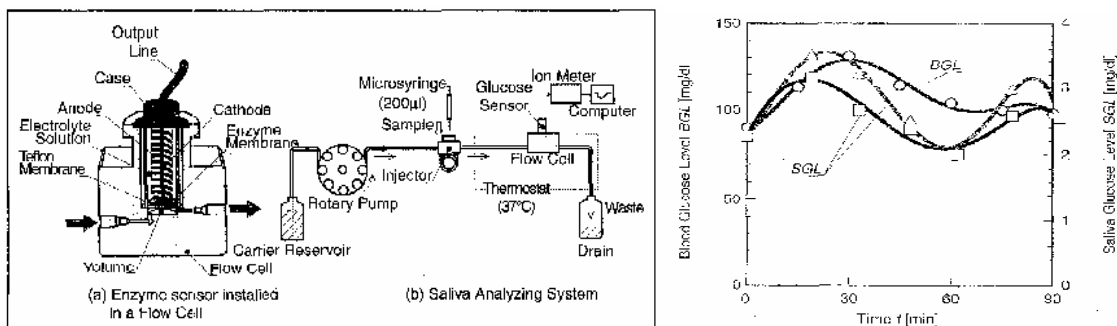 Output
Line
Case
Anode
Electrolyte
Solution
Teflon
Membrane
Cathode
Enzyme
Membrane
Volume
Flow Cell
(a) Enzyme sensor installed
in a Flow Cell
Microsyringe
(200μl)
Sampler
Injector
Rotary Pump
Carrier Reservoir
Glucose
Sensor
Ion Meter
Computer
Flow Cell
Thermostat
(37°C)
Waste
Drain
(b) Saliva Analyzing System
Blood Glucose Level BGL [mg/dl]
150
100
50
0
30
60
90
Time t [min]
BGL
SGL
4
3
2
1
0
Saliva Glucose Level SGL [mg/dl]